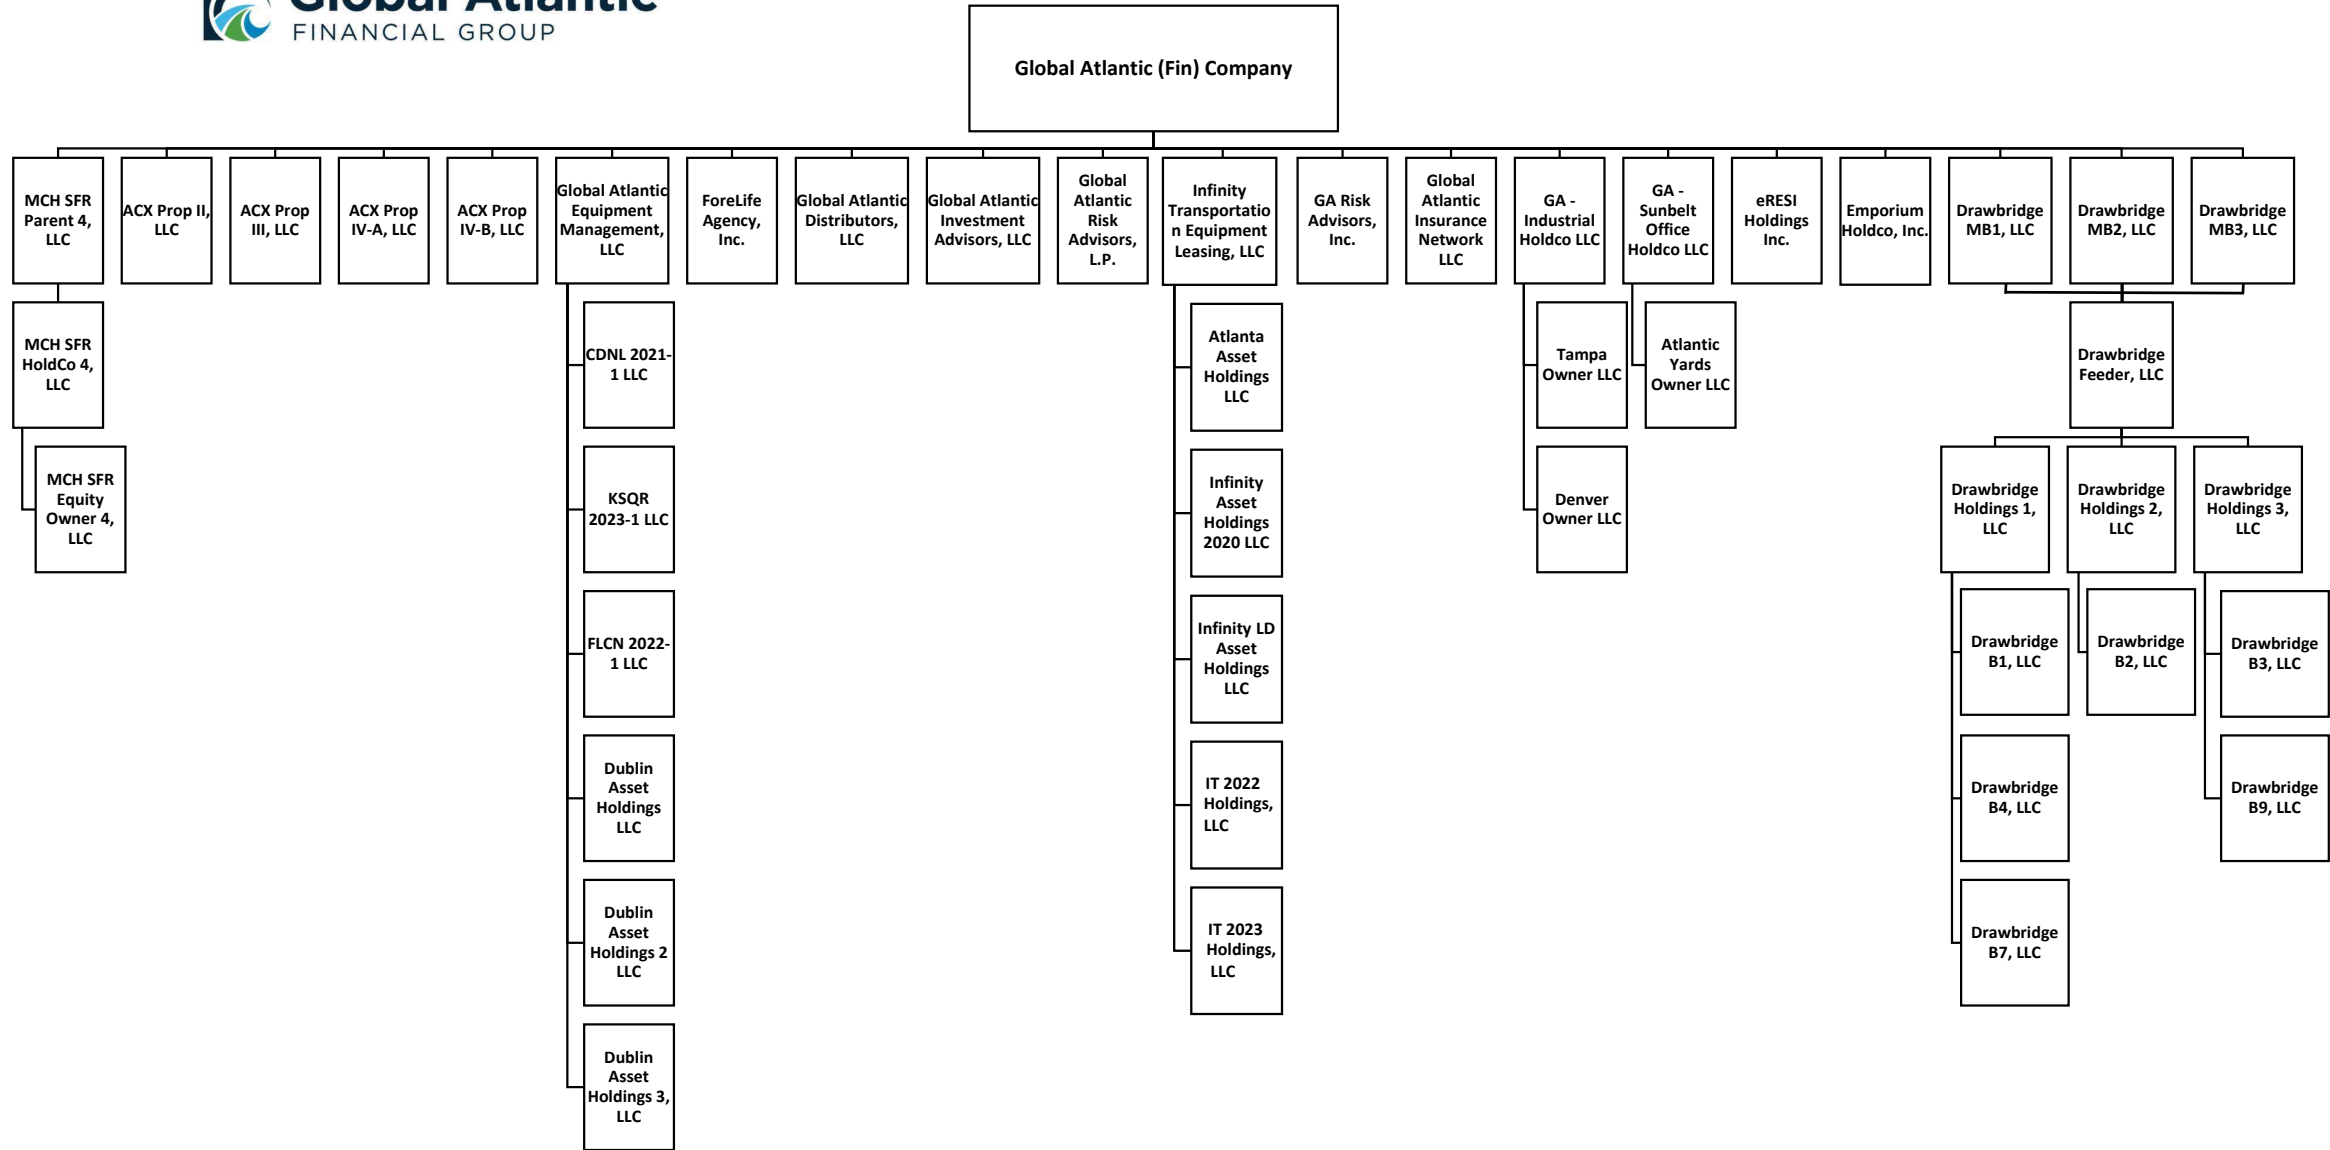 Global Atlantic
FINANCIAL GROUP
Global Atlantic (Fin) Company
MCH SFR
Parent 4,
LLC
ACX Prop II,
LLC
ACX Prop
III, LLC
ACX Prop
IV-A, LLC
ACX Prop
IV-B, LLC
Global Atlantic
Equipment
Management,
LLC
ForeLife
Agency,
Inc.
Global Atlantic
Distributors,
LLC
Global Atlantic
Investment
Advisors, LLC
Global
Atlantic
Risk
Advisors,
L.P.
Infinity
Transportatio
n Equipment
Leasing, LLC
GA Risk
Advisors,
Inc.
Global
Atlantic
Insurance
Network
LLC
GA -
Industrial
Holdco LLC
GA -
Sunbelt
Office
Holdco LLC
eRESI
Holdings
Inc.
Emporium
Holdco, Inc.
Drawbridge
MB1, LLC
Drawbridge
MB2, LLC
Drawbridge
MB3, LLC
MCH SFR
HoldCo 4,
LLC
MCH SFR
Equity
Owner 4,
LLC
CDNL 2021-
1 LLC
KSQR
2023-1 LLC
FLCN 2022-
1 LLC
Dublin
Asset
Holdings
LLC
Dublin
Asset
Holdings 2
LLC
Dublin
Asset
Holdings 3,
LLC
Atlanta
Asset
Holdings
LLC
Infinity
Asset
Holdings
2020 LLC
Infinity LD
Asset
Holdings
LLC
IT 2022
Holdings,
LLC
IT 2023
Holdings,
LLC
Tampa
Owner LLC
Denver
Owner LLC
Atlantic
Yards
Owner LLC
Drawbridge
Feeder, LLC
Drawbridge
Holdings 1,
LLC
Drawbridge
Holdings 2,
LLC
Drawbridge
Holdings 3,
LLC
Drawbridge
B1, LLC
Drawbridge
B4, LLC
Drawbridge
B7, LLC
Drawbridge
B2, LLC
Drawbridge
B3, LLC
Drawbridge
B9, LLC